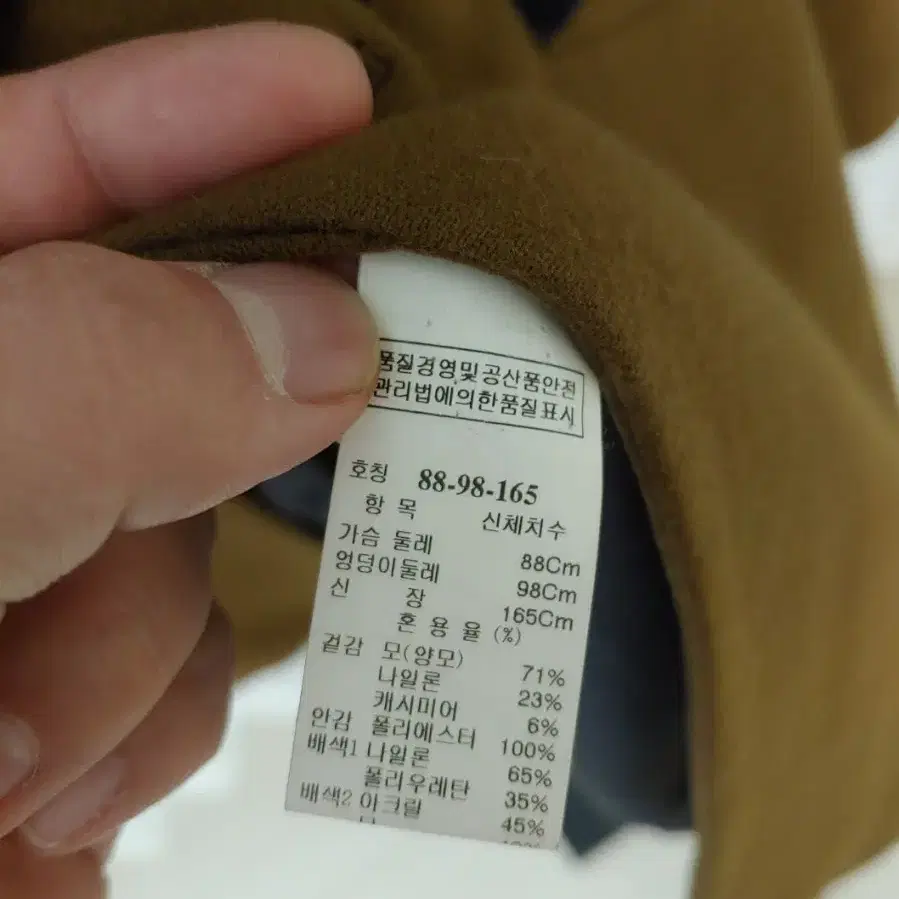 품질경영및공산품안전
관리법에의한품질표시
호칭 88-98-165
항 목 신체치수
가슴 둘레 88Cm
엉덩이둘레 98Cm
신 장 165Cm
혼 용 율 (%)
겉감 모(양모) 71%
나일론 23%
캐시미어 6%
안감 폴리에스터 100%
배색1 나일론 65%
폴리우레탄 35%
배색2 아크릴 45%